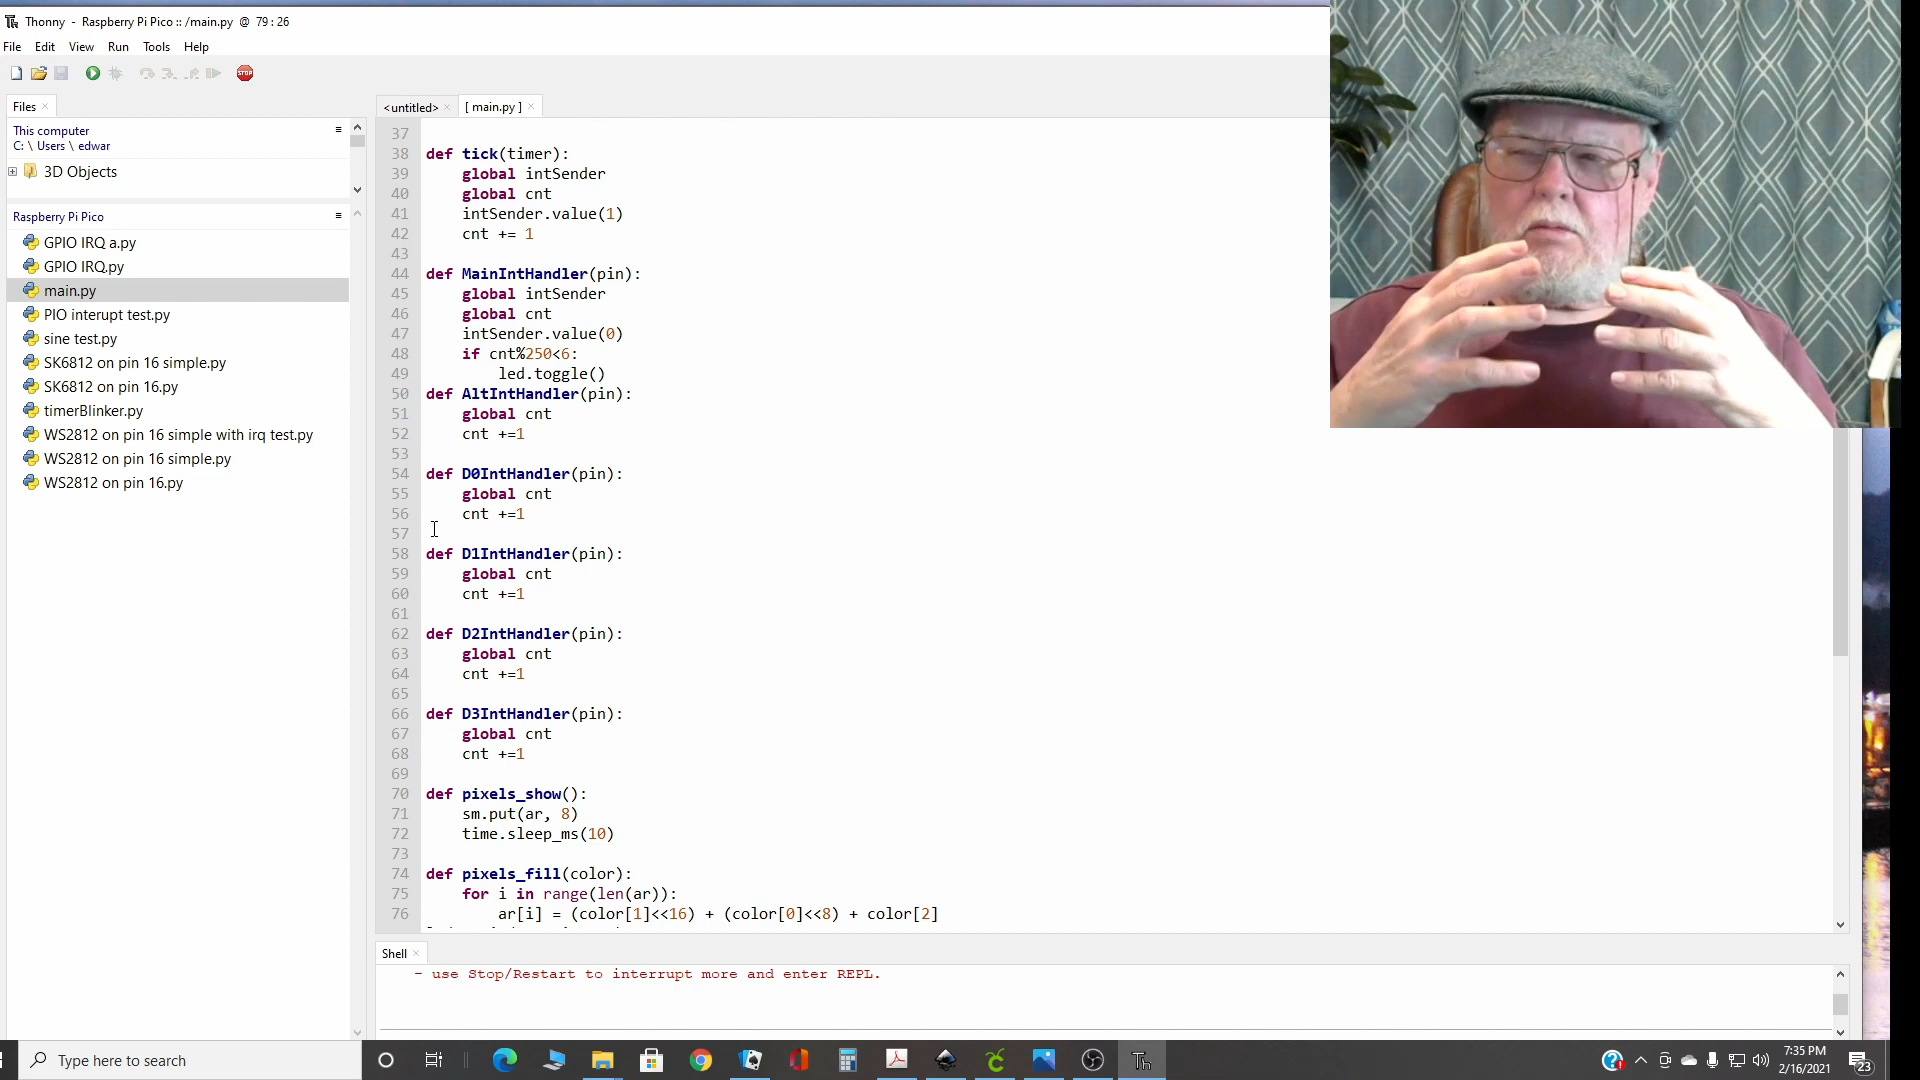 Thonny - Raspberry Pi Pico :: /main.py @ 79 : 26
File Edit View Run Tools Help
STOP
Files
<untitled>
[ main.py ]
This computer
C: \ Users \ edwar
3D Objects
Raspberry Pi Pico
GPIO IRQ a.py
GPIO IRQ.py
main.py
PIO interupt test.py
sine test.py
SK6812 on pin 16 simple.py
SK6812 on pin 16.py
timerBlinker.py
WS2812 on pin 16 simple with irq test.py
WS2812 on pin 16 simple.py
WS2812 on pin 16.py
37
38 def tick(timer):
39 global intSender
40 global cnt
41 intSender.value(1)
42 cnt += 1
43
44 def MainIntHandler(pin):
45 global intSender
46 global cnt
47 intSender.value(0)
48 if cnt%250<6:
49 led.toggle()
50 def AltIntHandler(pin):
51 global cnt
52 cnt +=1
53
54 def D0IntHandler(pin):
55 global cnt
56 cnt +=1
57
58 def D1IntHandler(pin):
59 global cnt
60 cnt +=1
61
62 def D2IntHandler(pin):
63 global cnt
64 cnt +=1
65
66 def D3IntHandler(pin):
67 global cnt
68 cnt +=1
69
70 def pixels_show():
71 sm.put(ar, 8)
72 time.sleep_ms(10)
73
74 def pixels_fill(color):
75 for i in range(len(ar)):
76 ar[i] = (color[1]<<16) + (color[0]<<8) + color[2]
Shell
- use Stop/Restart to interrupt more and enter REPL.
Type here to search
Th
7:35 PM
2/16/2021
23